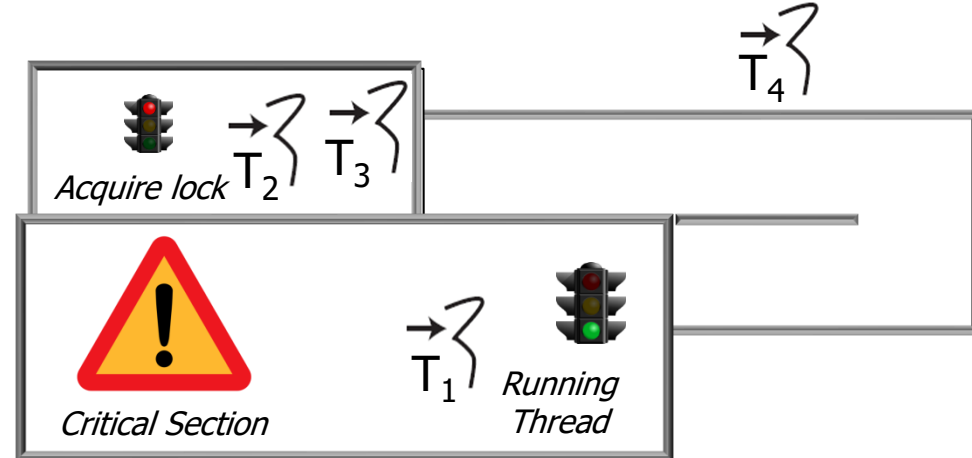 T4
Acquire lock
T2
T3
Critical Section
T1
Running
Thread